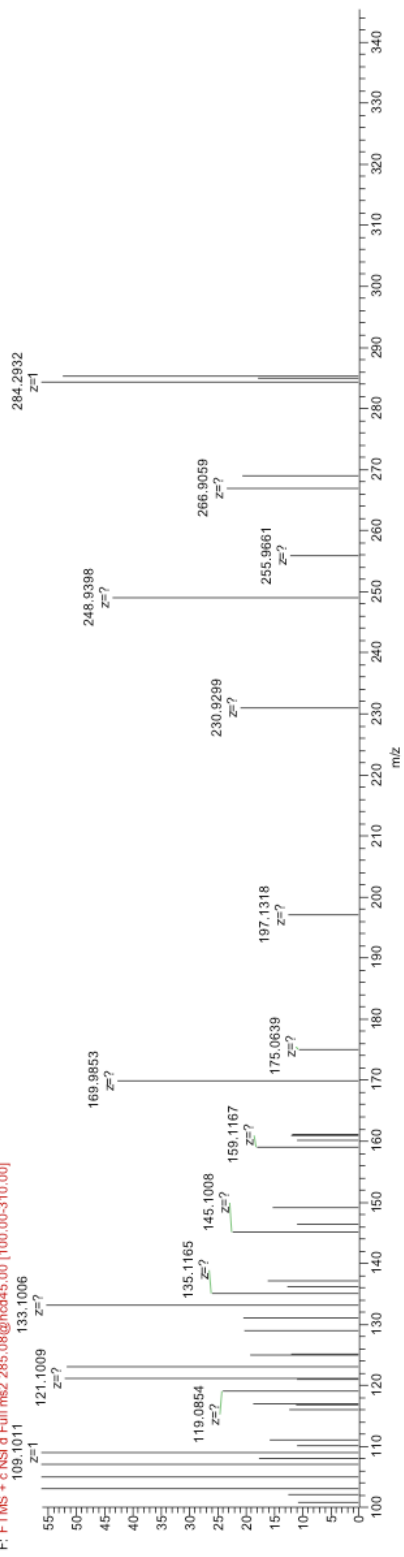 F: FTMS + c NSI d Full ms2 285.08@hcd45.00 [100.00-310.00]
109.1011
z=1
133.1006
z=?
121.1009
z=?
119.0854
z=?
135.1165
z=?
145.1008
z=?
159.1167
z=?
169.9853
z=?
175.0639
z=?
197.1318
z=?
230.9299
z=?
248.9398
z=?
255.9661
z=?
266.9059
z=?
284.2932
z=1
55
50
45
40
35
30
25
20
15
10
5
0
100 110 120 130 140 150 160 170 180 190 200 210 220 230 240 250 260 270 280 290 300 310 320 330 340
m/z